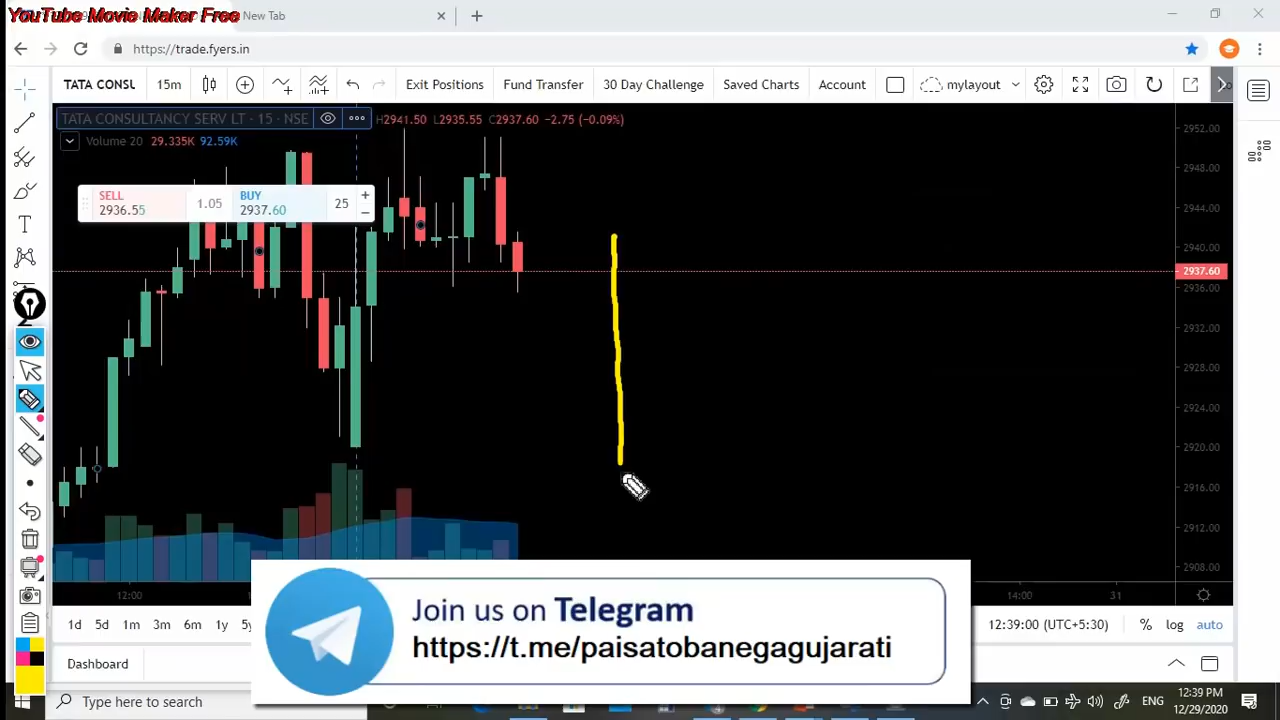 YouTube Movie Maker Free
New Tab
https://trade.fyers.in
TATA CONSUL 15m Exit Positions Fund Transfer 30 Day Challenge Saved Charts Account mylayout
TATA CONSULTANCY SERV LT · 15 · NSE H2941.50 L2935.55 C2937.60 −2.75 (−0.09%)
Volume 20 29.335K 92.59K
SELL 2936.55 1.05 BUY 2937.60 25
2952.00
2948.00
2944.00
2940.00
2937.60
2936.00
2932.00
2928.00
2924.00
2920.00
2916.00
2912.00
2908.00
12:00 14:00 31
Join us on Telegram
https://t.me/paisatobanegagujarati
1d 5d 1m 3m 6m 1y 12:39:00 (UTC+5:30) % log auto
Dashboard
Type here to search ENG 12:39 PM
12/29/2020